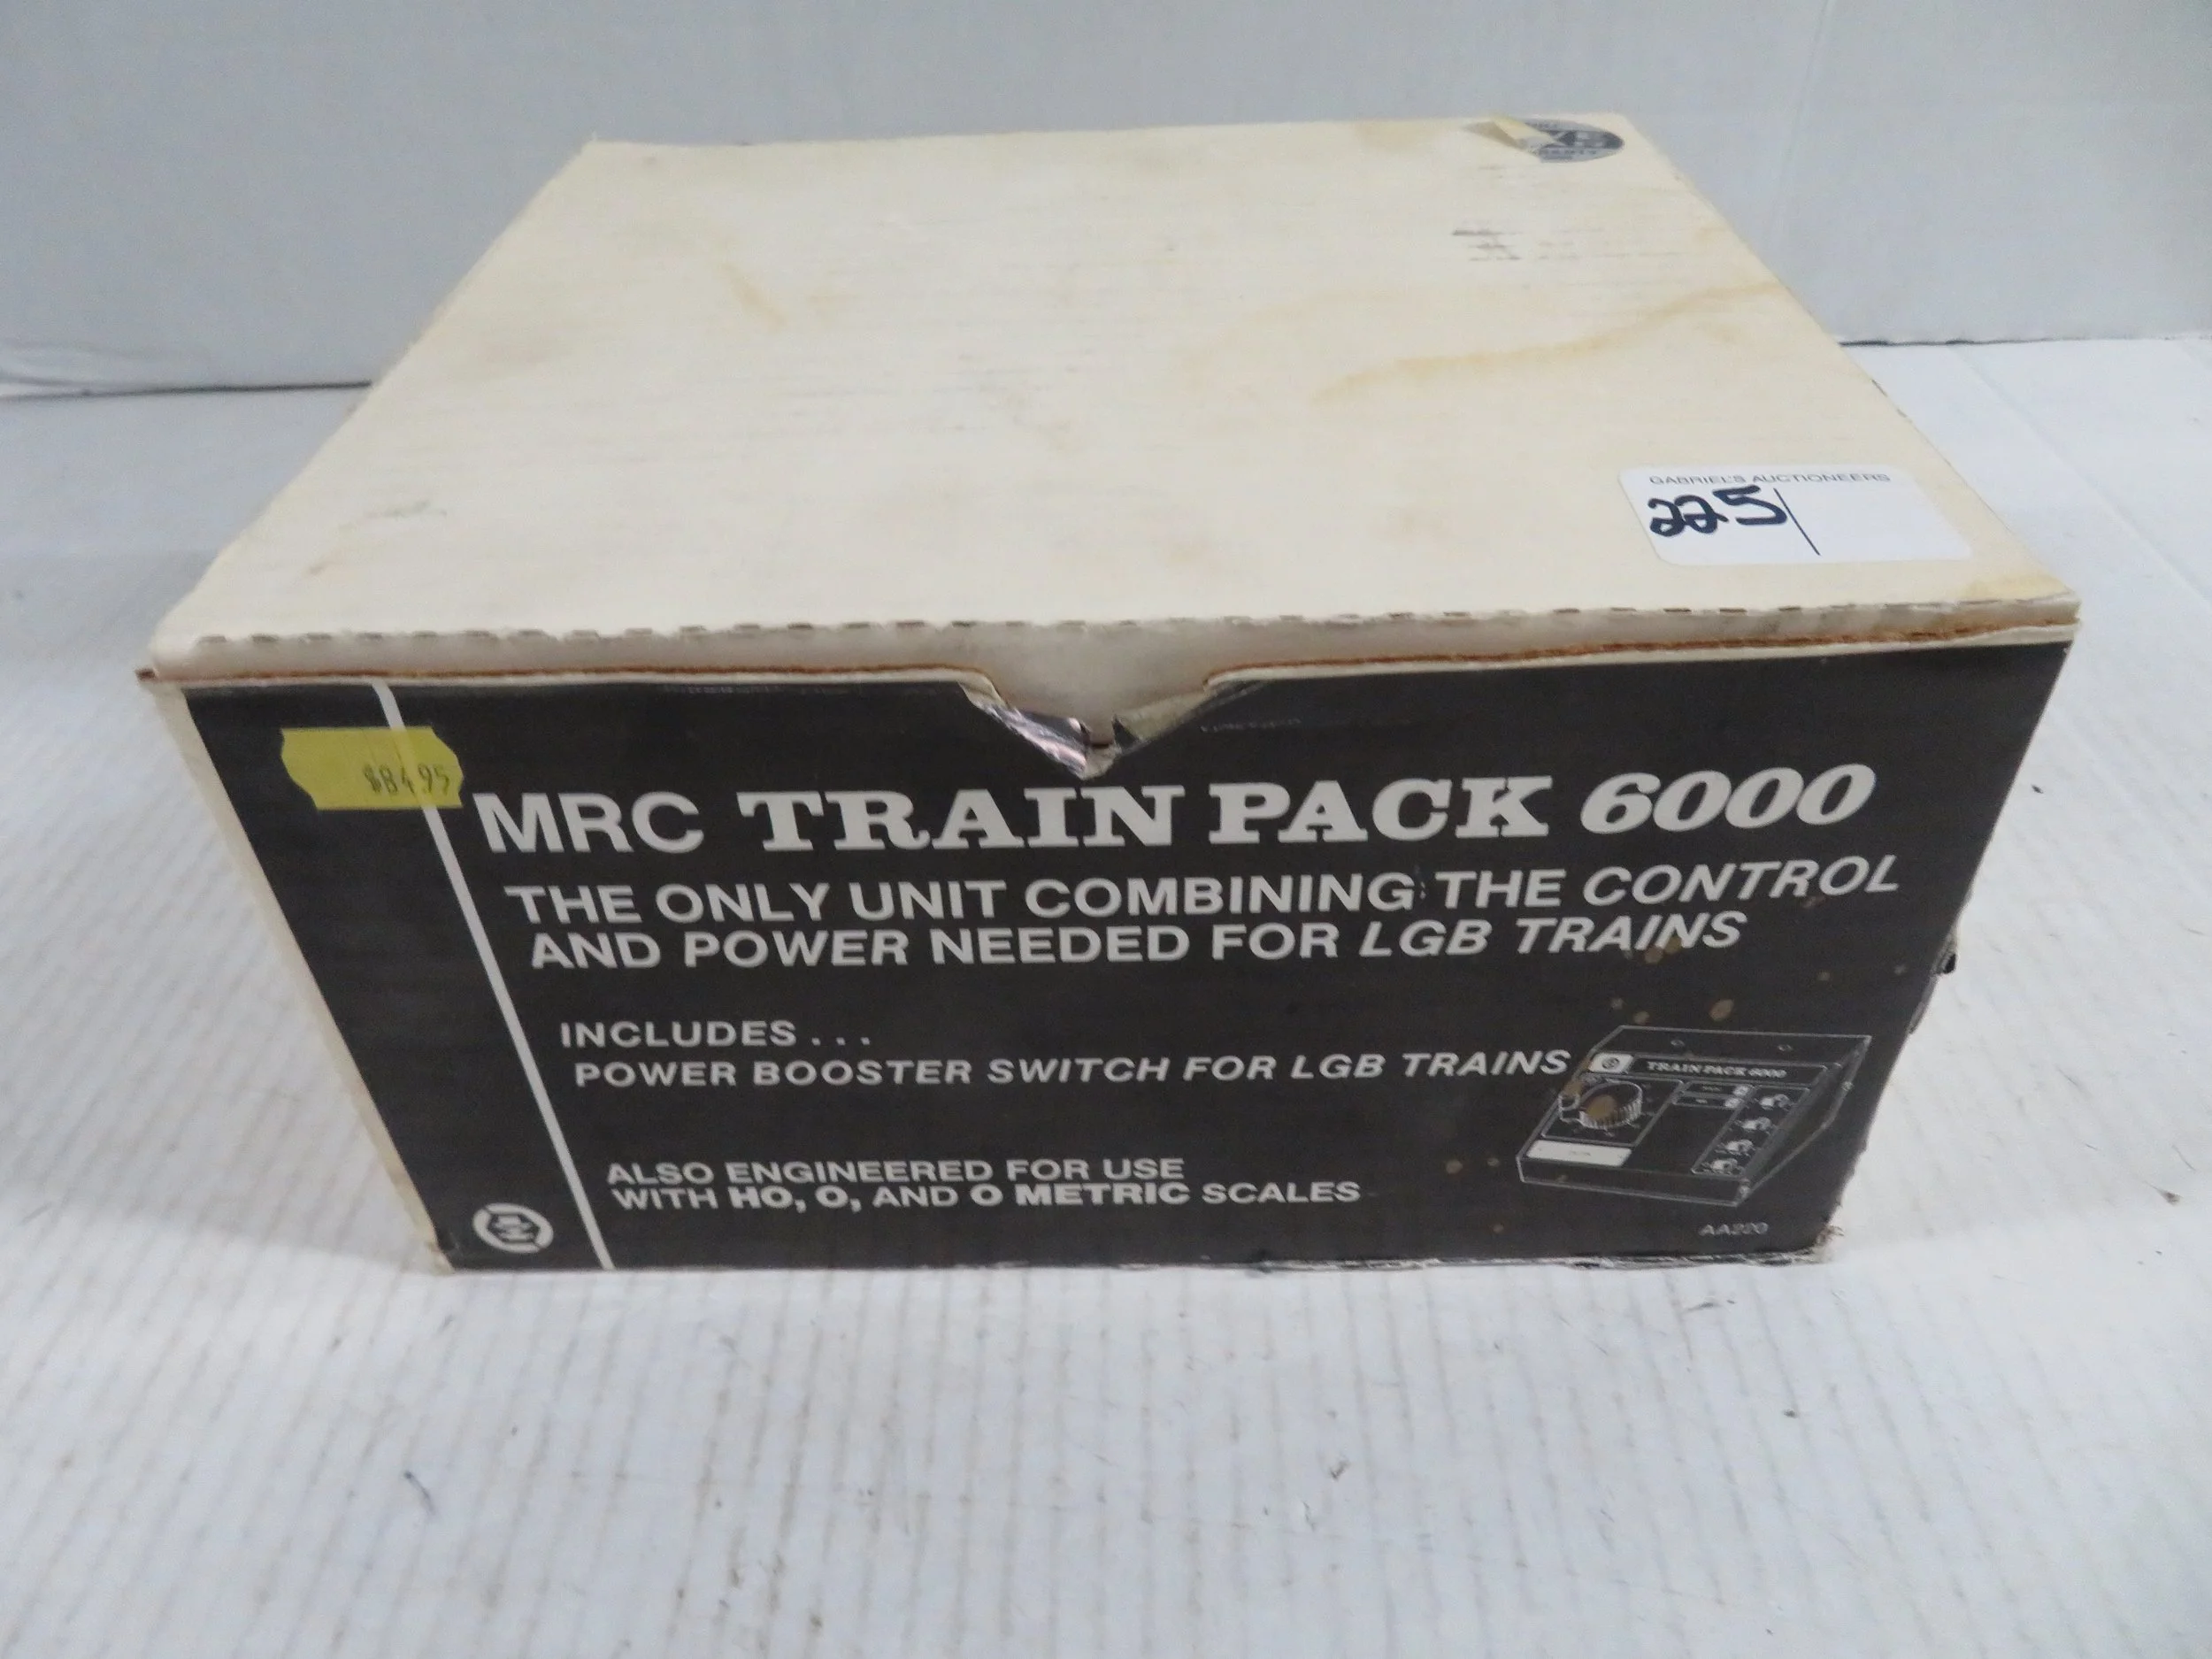 GABRIEL'S AUCTIONEERS
225
$84.95
MRC TRAIN PACK 6000
THE ONLY UNIT COMBINING THE CONTROL
AND POWER NEEDED FOR LGB TRAINS
INCLUDES...
POWER BOOSTER SWITCH FOR LGB TRAINS
TRAIN PACK 6000
ALSO ENGINEERED FOR USE
WITH HO, O, AND O METRIC SCALES
AA220